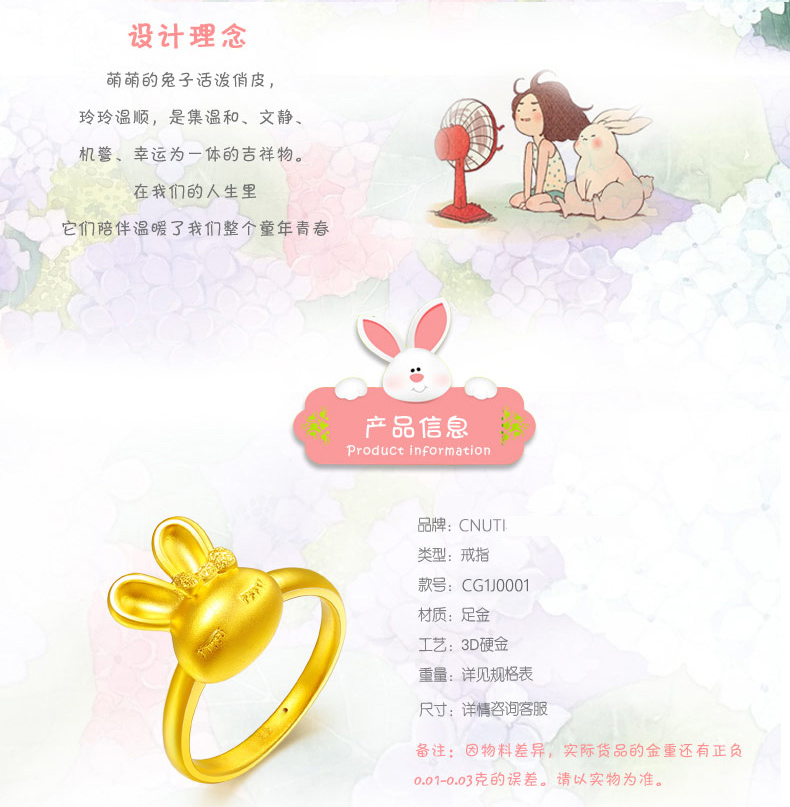 设计理念
萌萌的兔子活泼俏皮，
玲玲温顺，是集温和、文静、
机警、幸运为一体的吉祥物。
在我们的人生里
它们陪伴温暖了我们整个童年青春
产品信息
Product information
品牌：CNUTI
类型：戒指
款号：CG1J0001
材质：足金
工艺：3D硬金
重量：详见规格表
尺寸：详情咨询客服
备注：因物料差异，实际货品的金重还有正负
0.01-0.03克的误差。请以实物为准。